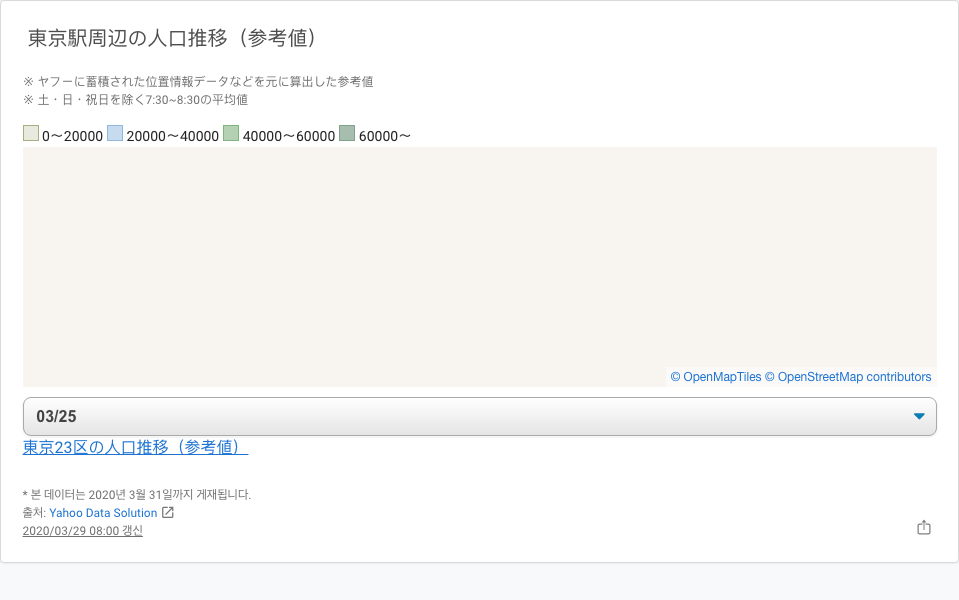 東京駅周辺の人口推移（参考値）
※ ヤフーに蓄積された位置情報データなどを元に算出した参考値
※ 土・日・祝日を除く7:30~8:30の平均値
0〜20000 20000〜40000 40000〜60000 60000〜
© OpenMapTiles © OpenStreetMap contributors
03/25
東京23区の人口推移（参考値）
* 본 데이터는 2020년 3월 31일까지 게재됩니다.
출처: Yahoo Data Solution
2020/03/29 08:00 갱신